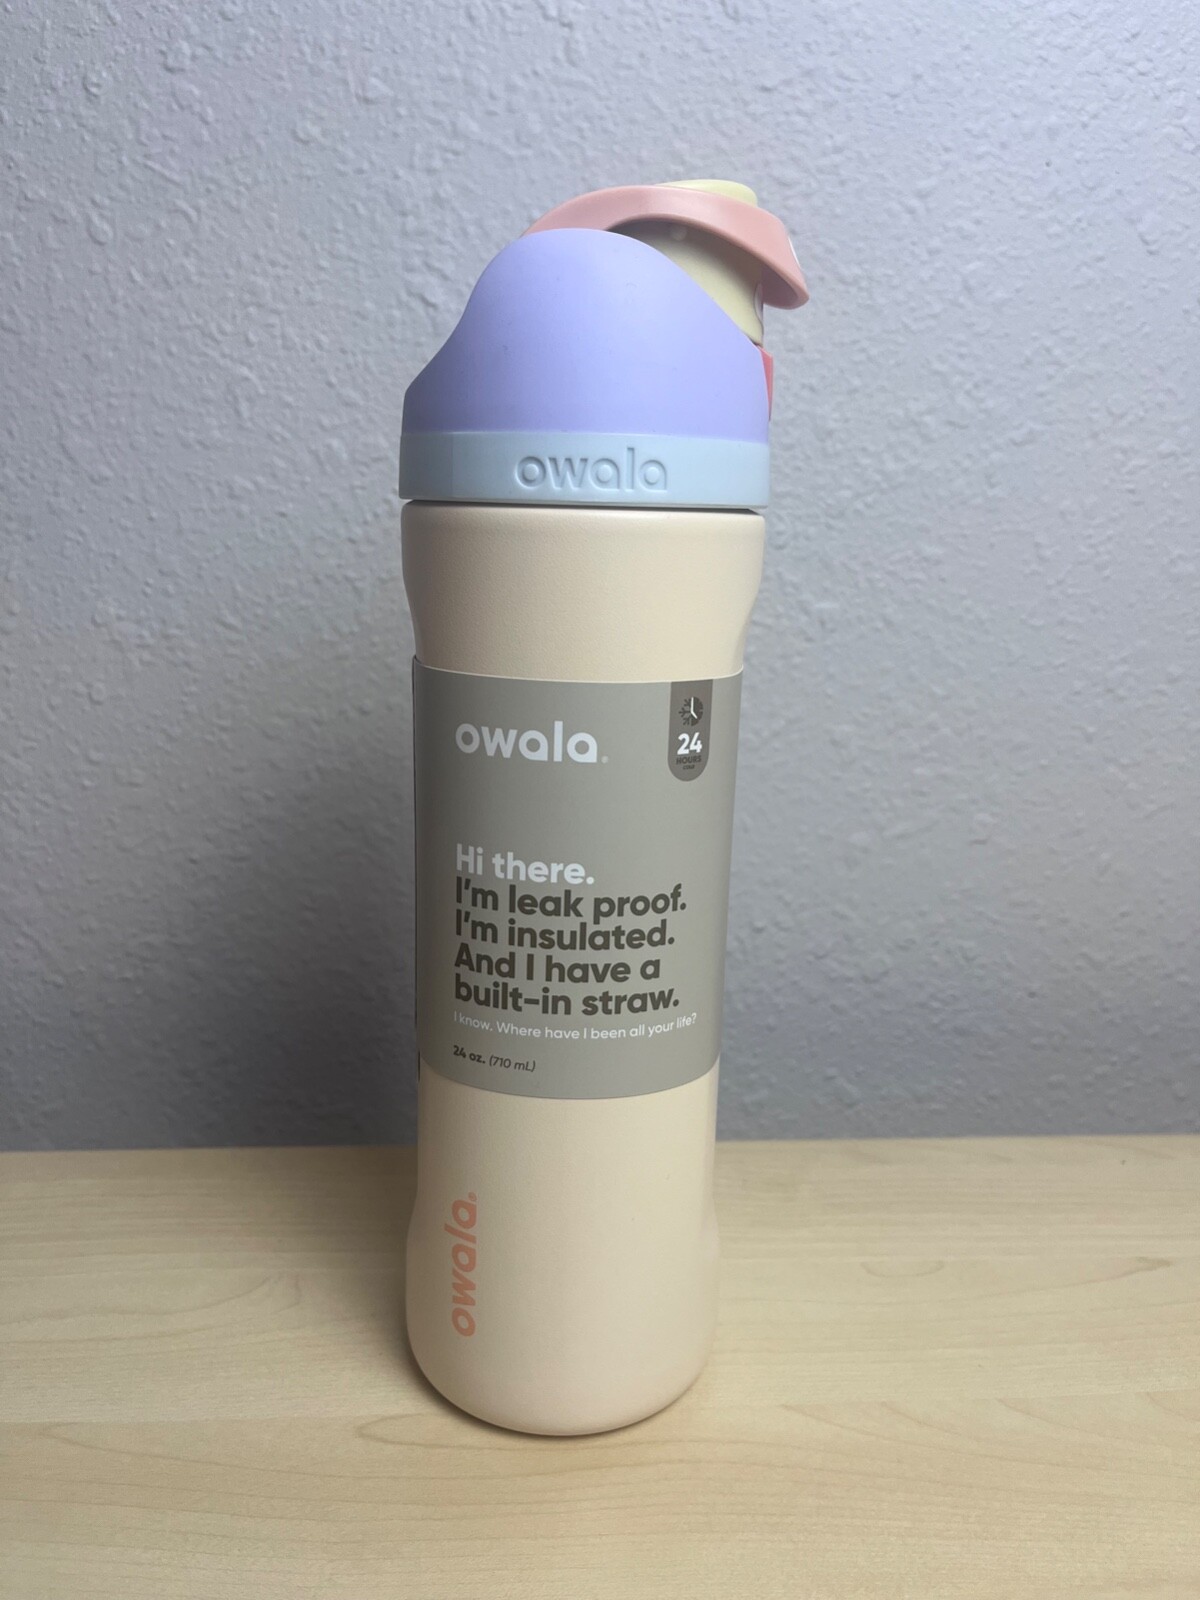 owala
owala.
24
HOURS
COLD
Hi there.
I'm leak proof.
I'm insulated.
And I have a
built-in straw.
I know. Where have I been all your life?
24 oz. (710 mL)
owala.